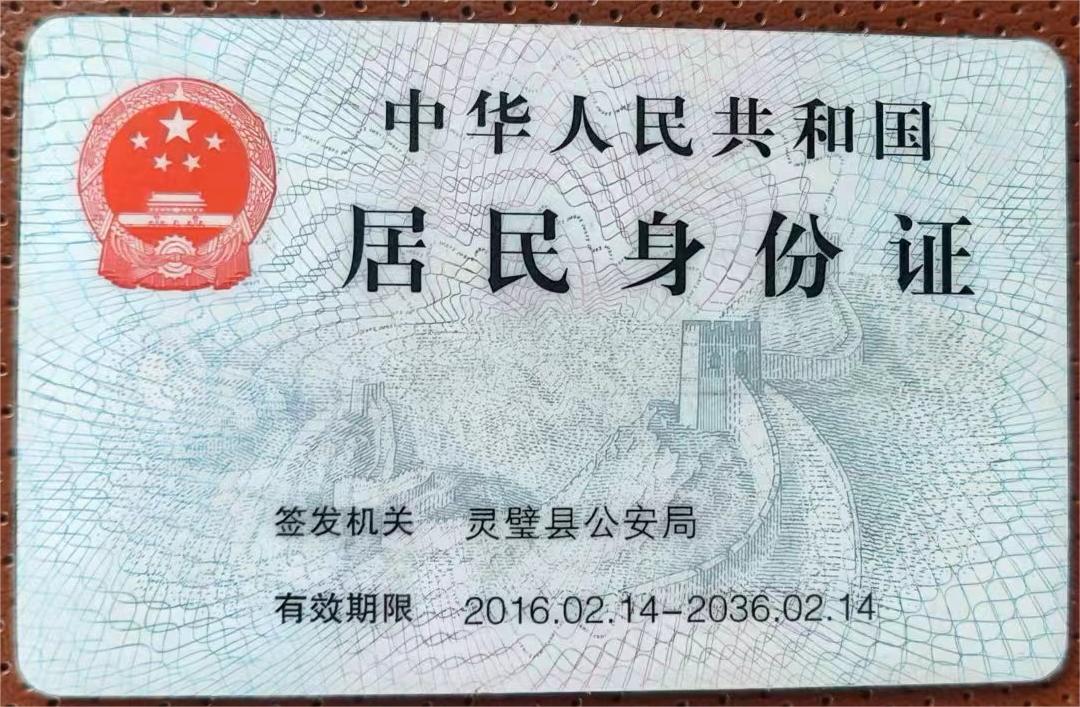 中华人民共和国
居民身份证
签发机关 灵璧县公安局
有效期限 2016.02.14-2036.02.14